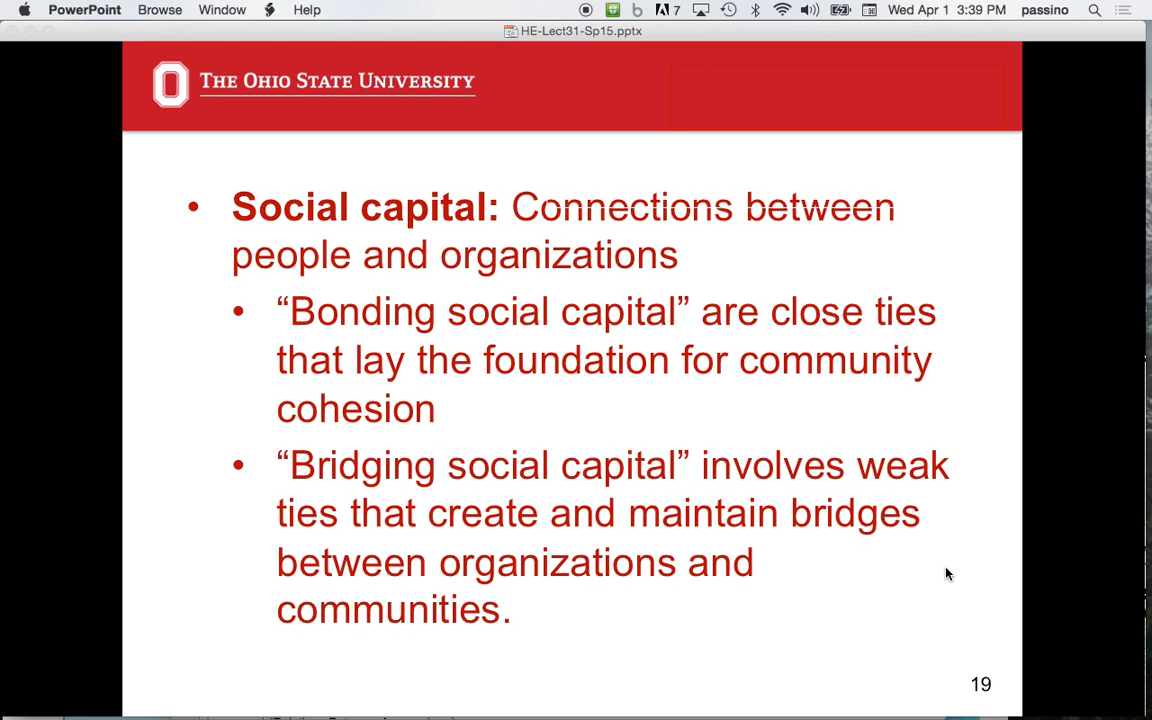 PowerPoint Browse Window Help 7 Wed Apr 1 3:39 PM passino
HE-Lect31-Sp15.pptx
THE OHIO STATE UNIVERSITY
• Social capital: Connections between
people and organizations
• “Bonding social capital” are close ties
that lay the foundation for community
cohesion
• “Bridging social capital” involves weak
ties that create and maintain bridges
between organizations and
communities.
19